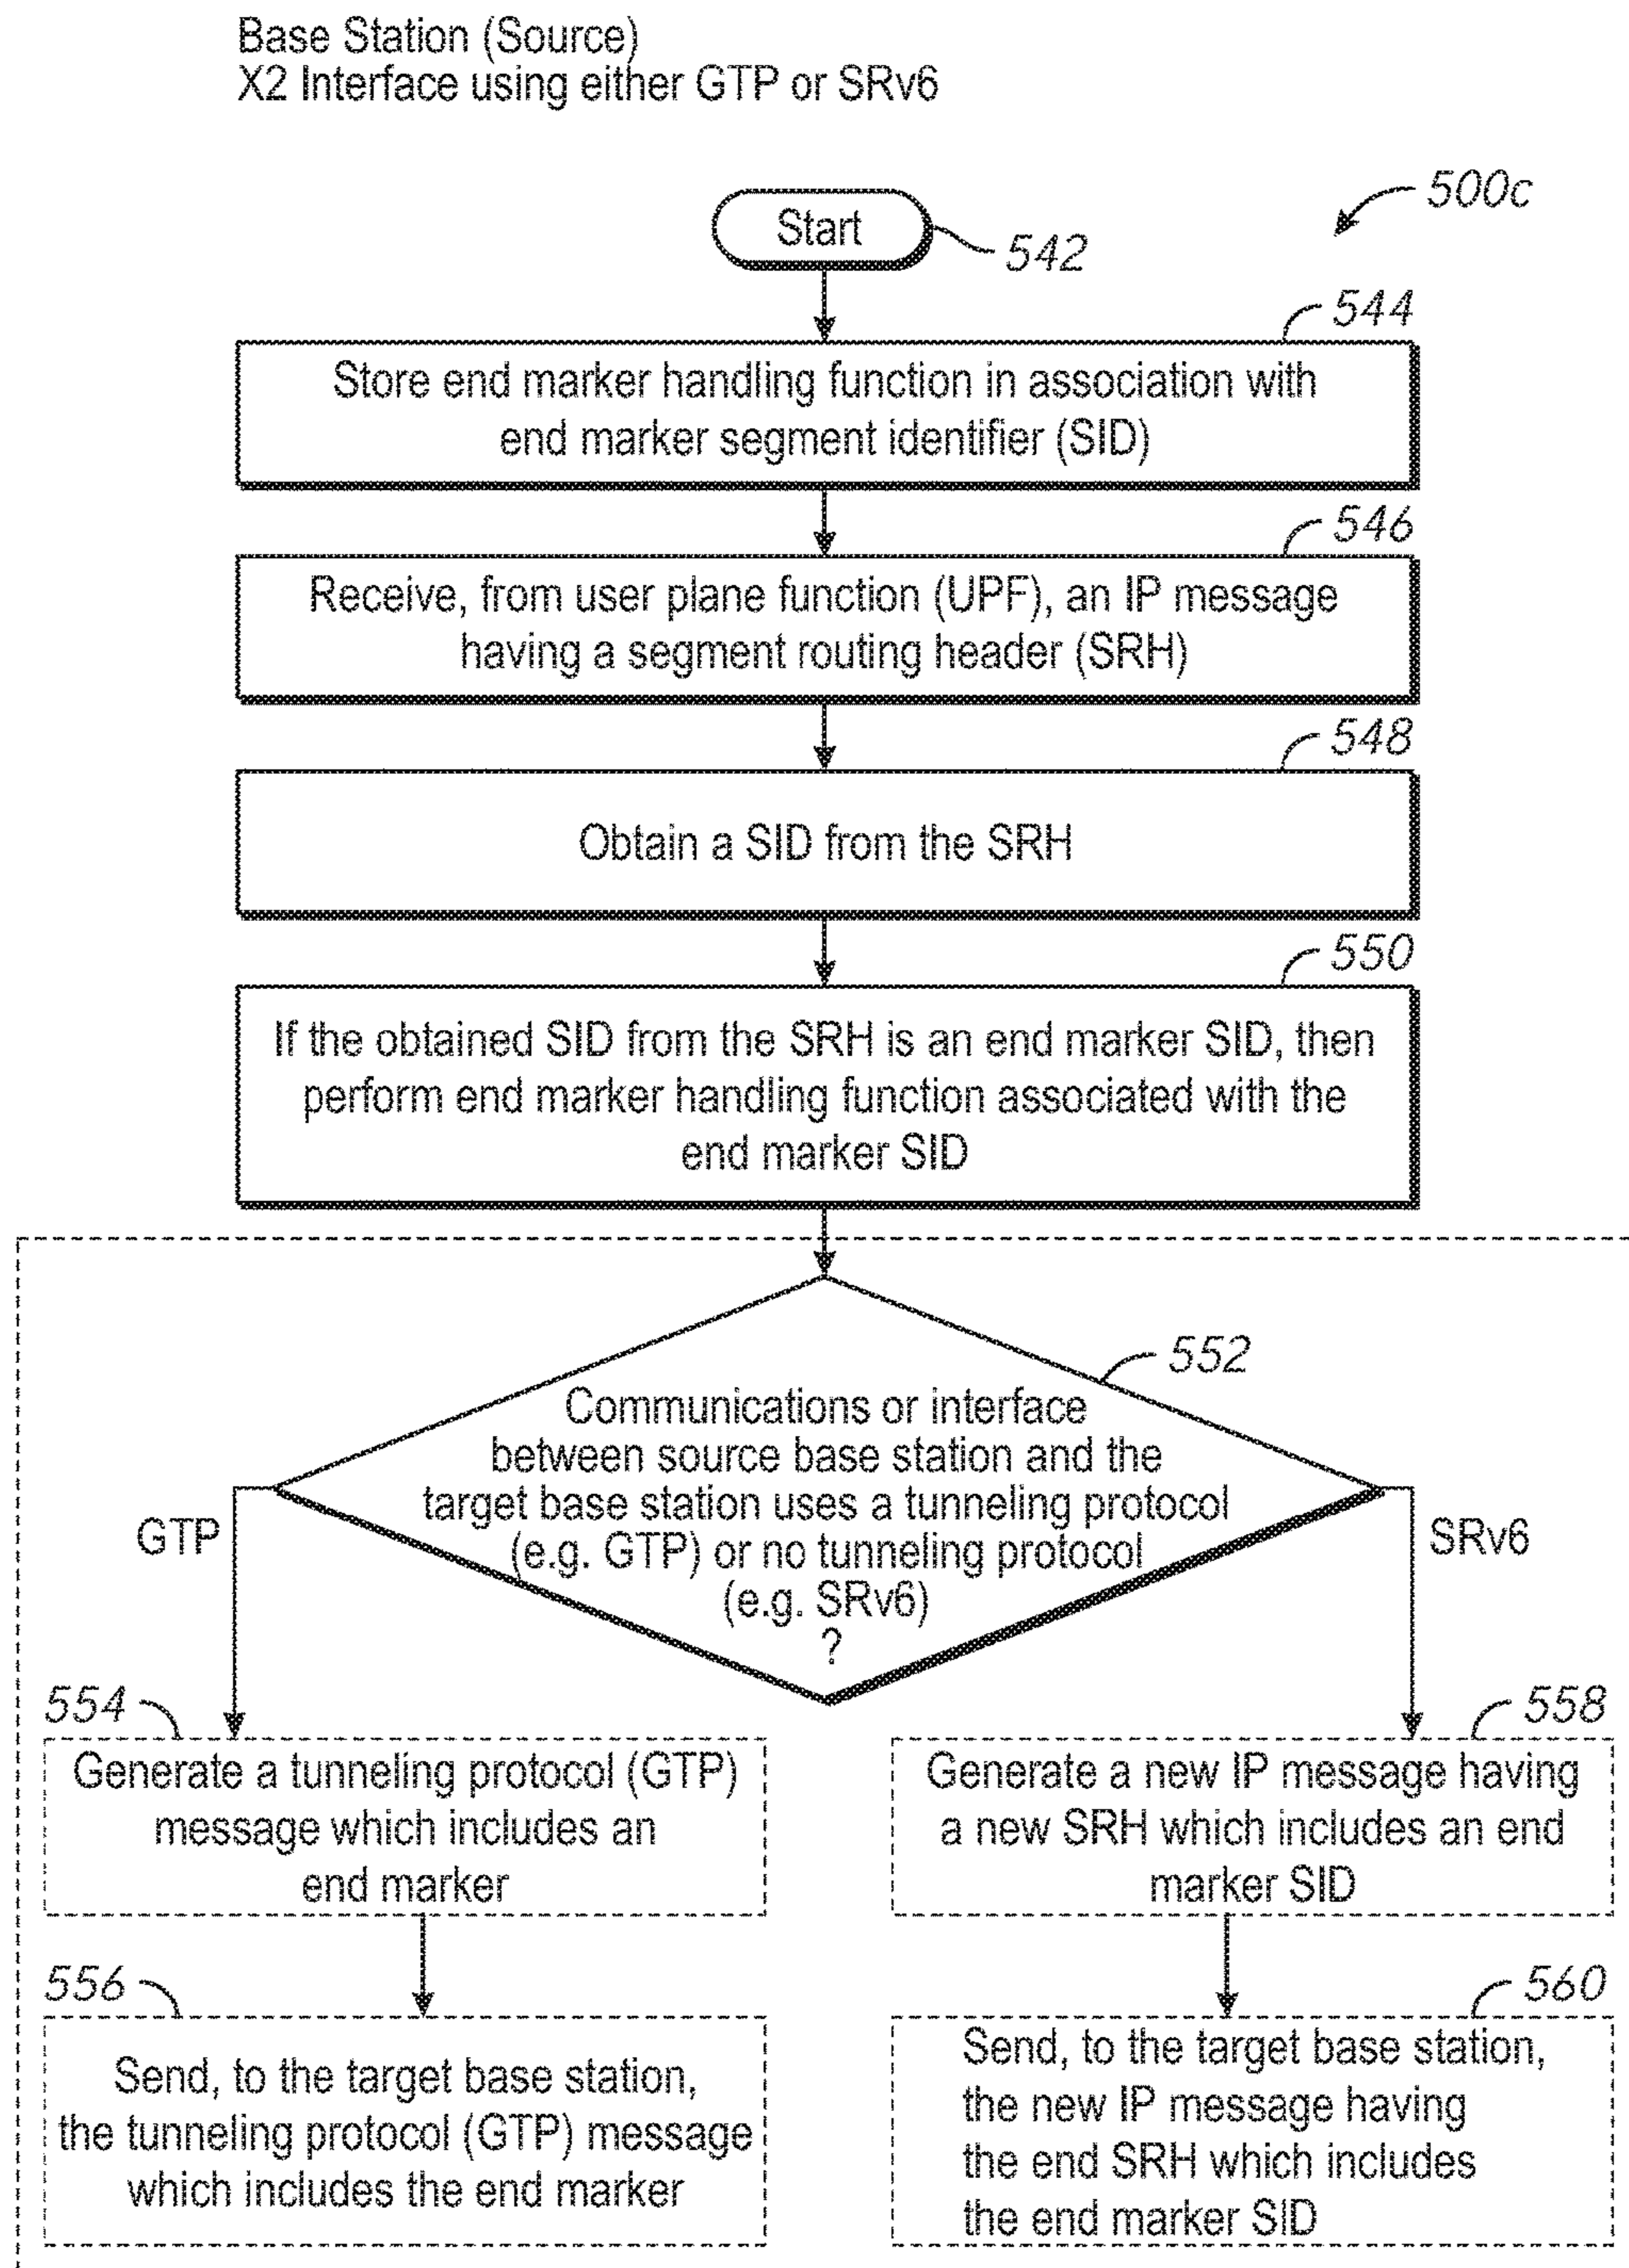 Base Station (Source)
X2 Interface using either GTP or SRv6
500c
Start
542
544
Store end marker handling function in association with
end marker segment identifier (SID)
546
Receive, from user plane function (UPF), an IP message
having a segment routing header (SRH)
548
Obtain a SID from the SRH
550
If the obtained SID from the SRH is an end marker SID, then
perform end marker handling function associated with the
end marker SID
552
Communications or interface
between source base station and the
target base station uses a tunneling protocol
(e.g. GTP) or no tunneling protocol
(e.g. SRv6)
?
GTP
SRv6
554
Generate a tunneling protocol (GTP)
message which includes an
end marker
558
Generate a new IP message having
a new SRH which includes an end
marker SID
556
Send, to the target base station,
the tunneling protocol (GTP) message
which includes the end marker
560
Send, to the target base station,
the new IP message having
the end SRH which includes
the end marker SID